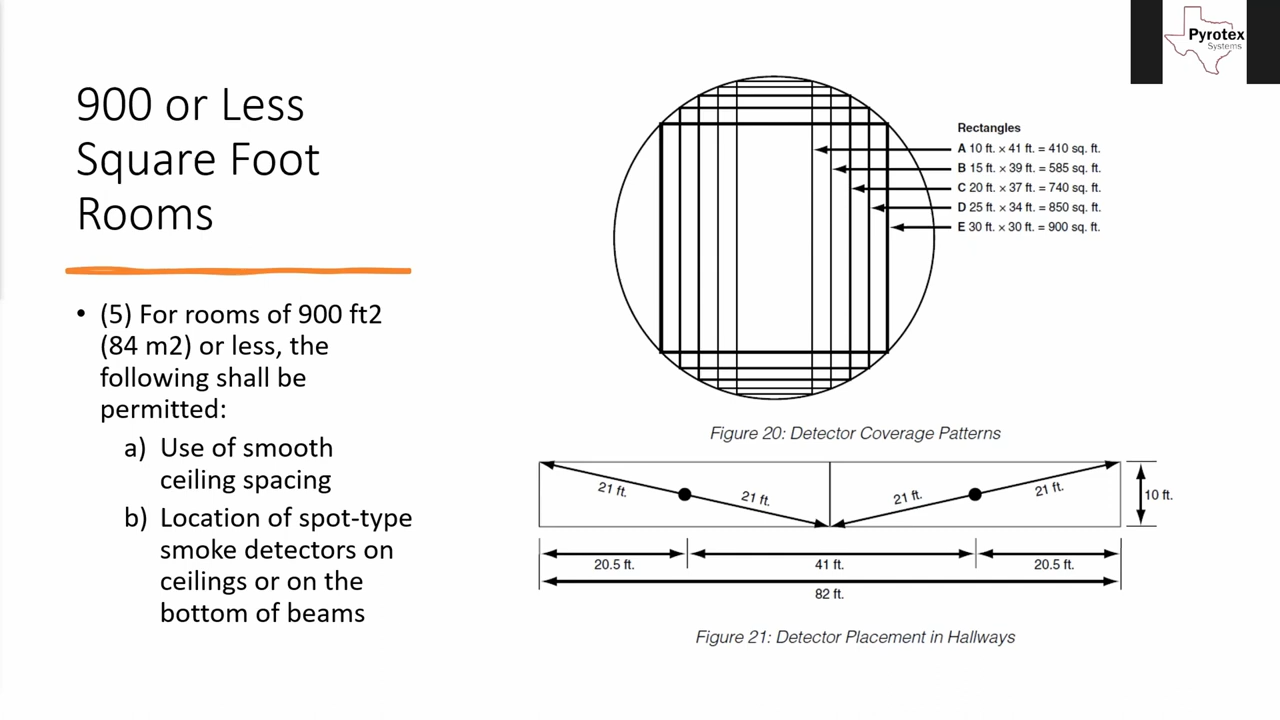 Pyrotex
Systems
900 or Less
Square Foot
Rooms
• (5) For rooms of 900 ft2
(84 m2) or less, the
following shall be
permitted:
a) Use of smooth
ceiling spacing
b) Location of spot-type
smoke detectors on
ceilings or on the
bottom of beams
Rectangles
A 10 ft. × 41 ft. = 410 sq. ft.
B 15 ft. × 39 ft. = 585 sq. ft.
C 20 ft. × 37 ft. = 740 sq. ft.
D 25 ft. × 34 ft. = 850 sq. ft.
E 30 ft. × 30 ft. = 900 sq. ft.
Figure 20: Detector Coverage Patterns
21 ft. 21 ft. 21 ft. 21 ft. 10 ft.
20.5 ft. 41 ft. 20.5 ft.
82 ft.
Figure 21: Detector Placement in Hallways